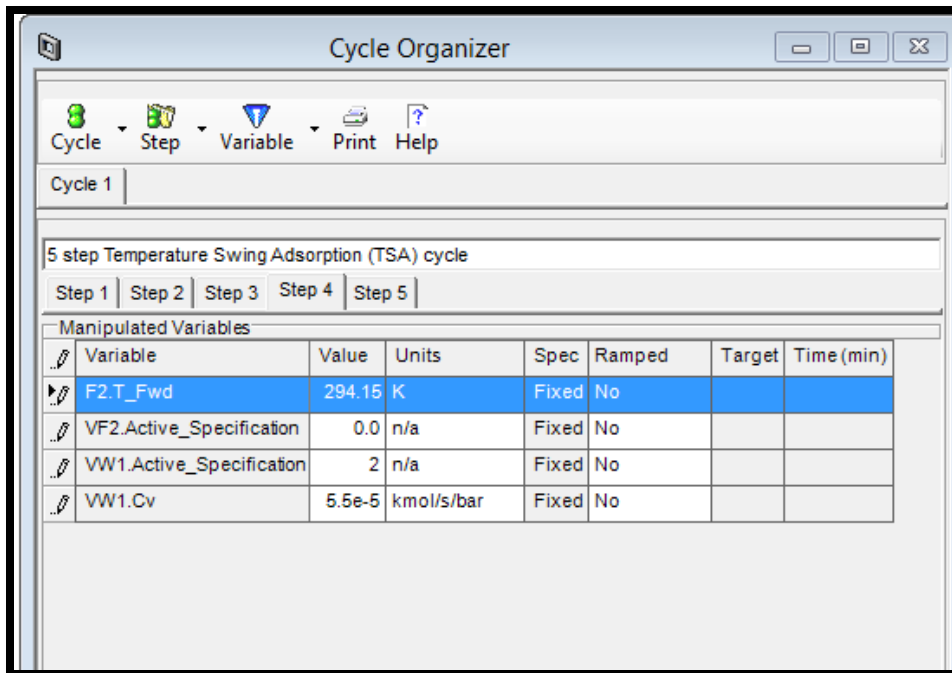 Cycle Organizer
Cycle Step Variable Print Help
Cycle 1
5 step Temperature Swing Adsorption (TSA) cycle
Step 1 Step 2 Step 3 Step 4 Step 5
Manipulated Variables
Variable Value Units Spec Ramped Target Time (min)
F2.T_Fwd 294.15 K Fixed No
VF2.Active_Specification 0.0 n/a Fixed No
VW1.Active_Specification 2 n/a Fixed No
VW1.Cv 5.5e-5 kmol/s/bar Fixed No